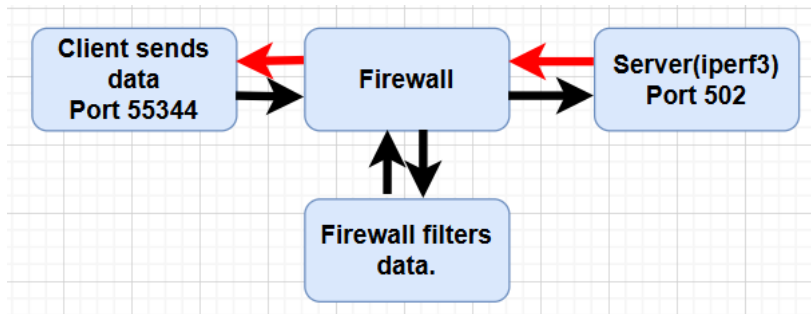 Client sends
data
Port 55344
Firewall
Server(iperf3)
Port 502
Firewall filters
data.